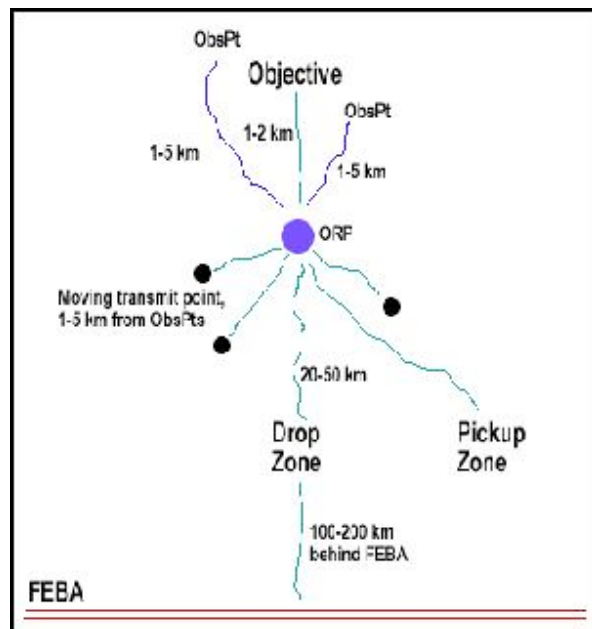 ObsPt
Objective
ObsPt
1-2 km
1-5 km
1-5 km
ORP
Moving transmit point,
1-5 km from ObsPts
20-50 km
Drop
Zone
Pickup
Zone
100-200 km
behind FEBA
FEBA